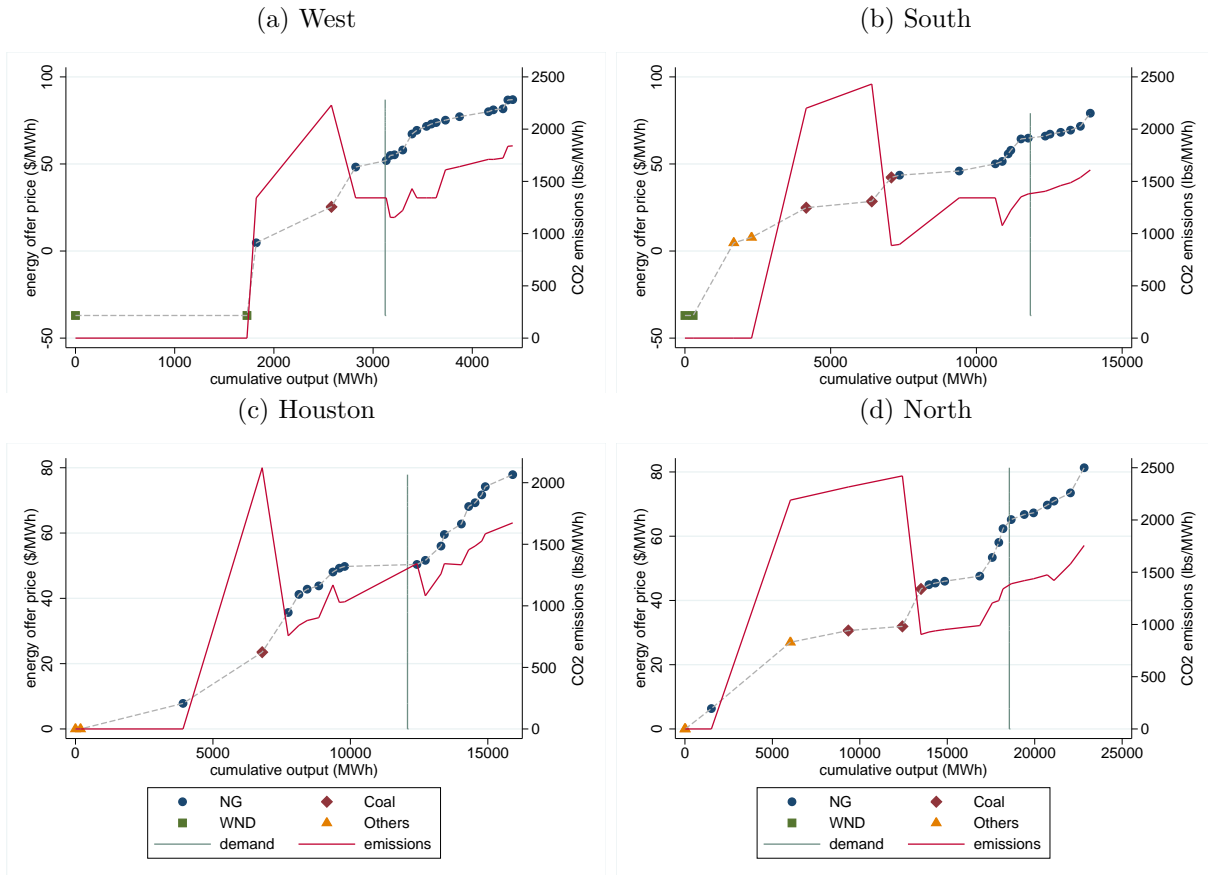 (a) West
energy offer price ($/MWh)
100
50
0
-50
2500
2000
1500
1000
500
0
CO2 emissions (lbs/MWh)
0
1000
2000
3000
4000
cumulative output (MWh)
(b) South
energy offer price ($/MWh)
100
50
0
-50
2500
2000
1500
1000
500
0
CO2 emissions (lbs/MWh)
0
5000
10000
15000
cumulative output (MWh)
(c) Houston
energy offer price ($/MWh)
80
60
40
20
0
2000
1500
1000
500
0
CO2 emissions (lbs/MWh)
0
5000
10000
15000
cumulative output (MWh)
NG
Coal
WND
Others
demand
emissions
(d) North
energy offer price ($/MWh)
80
60
40
20
0
2500
2000
1500
1000
500
0
CO2 emissions (lbs/MWh)
0
5000
10000
15000
20000
25000
cumulative output (MWh)
NG
Coal
WND
Others
demand
emissions